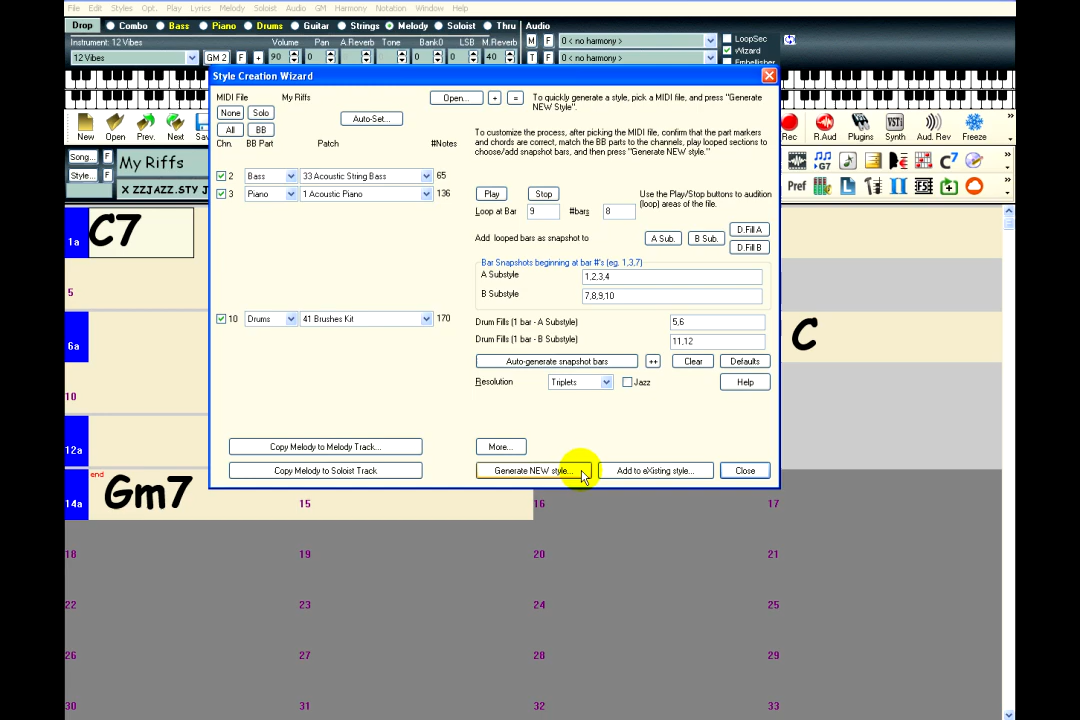 File Edit Styles Opt. Play Lyrics Melody Soloist Audio GM Harmony Notation Window Help
Drop Combo Bass Piano Drums Guitar Strings Melody Soloist Thru Audio
Instrument: 12 Vibes Volume Pan A.Reverb Tone Bank0 LSB M.Reverb M F 0 < no harmony > LoopSec
Wizard
12 Vibes GM 2 F + 90 0 0 0 0 0 40 T F 0 < no harmony > Embellisher
Style Creation Wizard
MIDI File My Riffs Open... + = To quickly generate a style, pick a MIDI file, and press "Generate
NEW Style".
None Solo
Auto-Set...
All BB
To customize the process, after picking the MIDI file, confirm that the part markers
and chords are correct, match the BB parts to the channels, play looped sections to
choose/add snapshot bars, and then press "Generate NEW style."
Chn. BB Part Patch #Notes
New Open Prev. Next Rec R.Aud Plugins Synth Aud. Rev Freeze
Song... F My Riffs
Style... F
X ZZJAZZ.STY
Pref
2 Bass 33 Acoustic String Bass 65
3 Piano 1 Acoustic Piano 136
10 Drums 41 Brushes Kit 170
Play Stop Use the Play/Stop buttons to audition
(loop) areas of the file.
Loop at Bar 9 #bars 8
Add looped bars as snapshot to A Sub. B Sub. D.Fill A
D.Fill B
Bar Snapshots beginning at bar #'s (eg. 1,3,7)
A Substyle 1,2,3,4
B Substyle 7,8,9,10
Drum Fills (1 bar - A Substyle) 5,6
Drum Fills (1 bar - B Substyle) 11,12
Auto-generate snapshot bars ++ Clear Defaults
Resolution Triplets Jazz Help
Copy Melody to Melody Track... More...
Copy Melody to Soloist Track Generate NEW style... Add to eXisting style... Close
1a C7
5
6a C
10
12a
end
14a Gm7 15 16 17
18 19 20 21
22 23 24 25
26 27 28 29
30 31 32 33